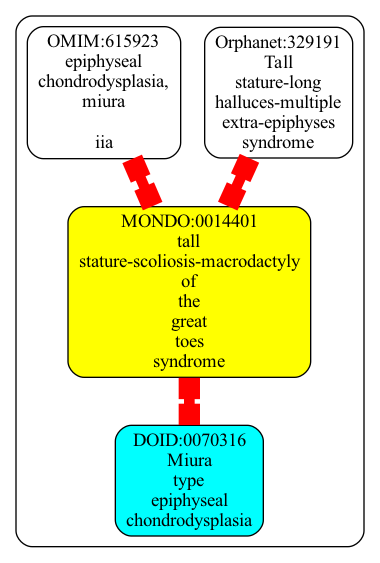 OMIM:615923
epiphyseal
chondrodysplasia,
miura
iia
Orphanet:329191
Tall
stature-long
halluces-multiple
extra-epiphyses
syndrome
MONDO:0014401
tall
stature-scoliosis-macrodactyly
of
the
great
toes
syndrome
DOID:0070316
Miura
type
epiphyseal
chondrodysplasia